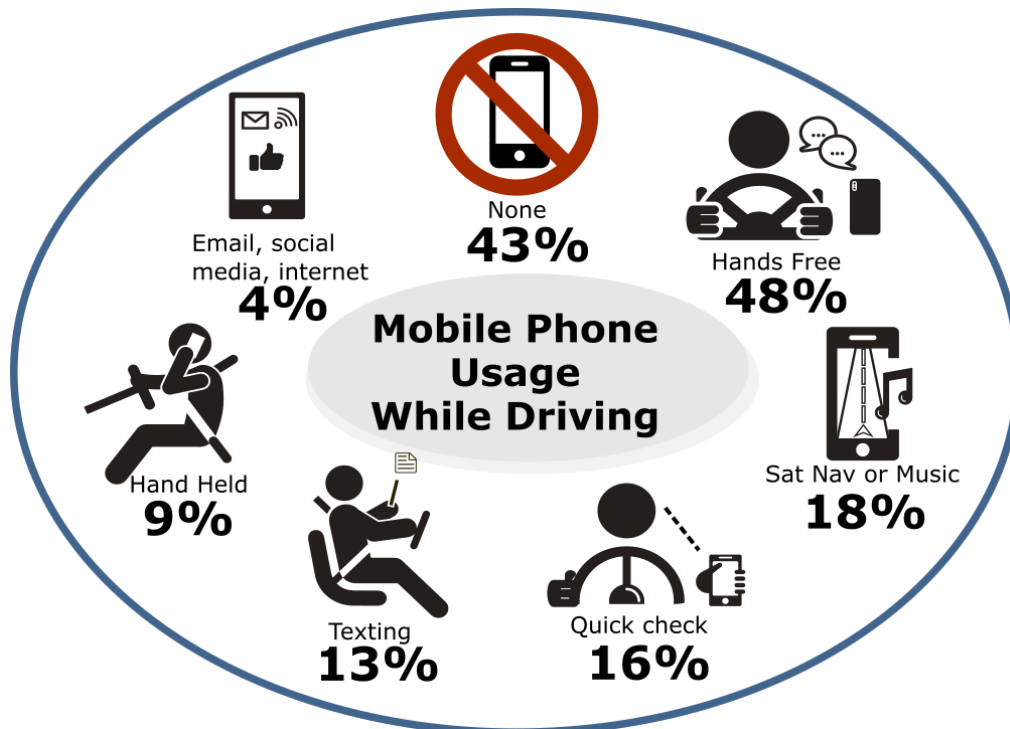 None
43%
Hands Free
48%
Sat Nav or Music
18%
Quick check
16%
Texting
13%
Hand Held
9%
Email, social
media, internet
4%
Mobile Phone
Usage
While Driving